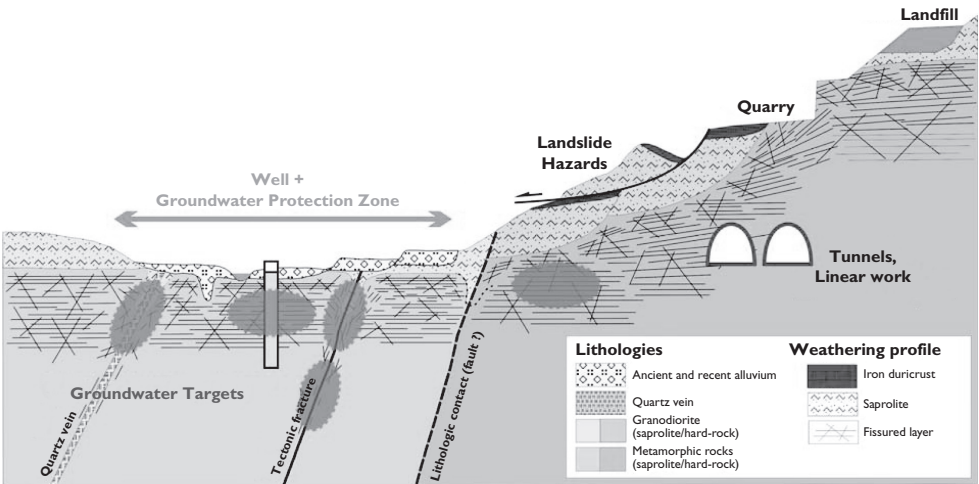 Landfill
Quarry
Landslide
Hazards
Well +
Groundwater Protection Zone
Tunnels,
Linear work
Groundwater Targets
Quartz vein
Tectonic fracture
Lithologic contact (fault ?)
Lithologies
Ancient and recent alluvium
Quartz vein
Granodiorite
(saprolite/hard-rock)
Metamorphic rocks
(saprolite/hard-rock)
Weathering profile
Iron duricrust
Saprolite
Fissured layer